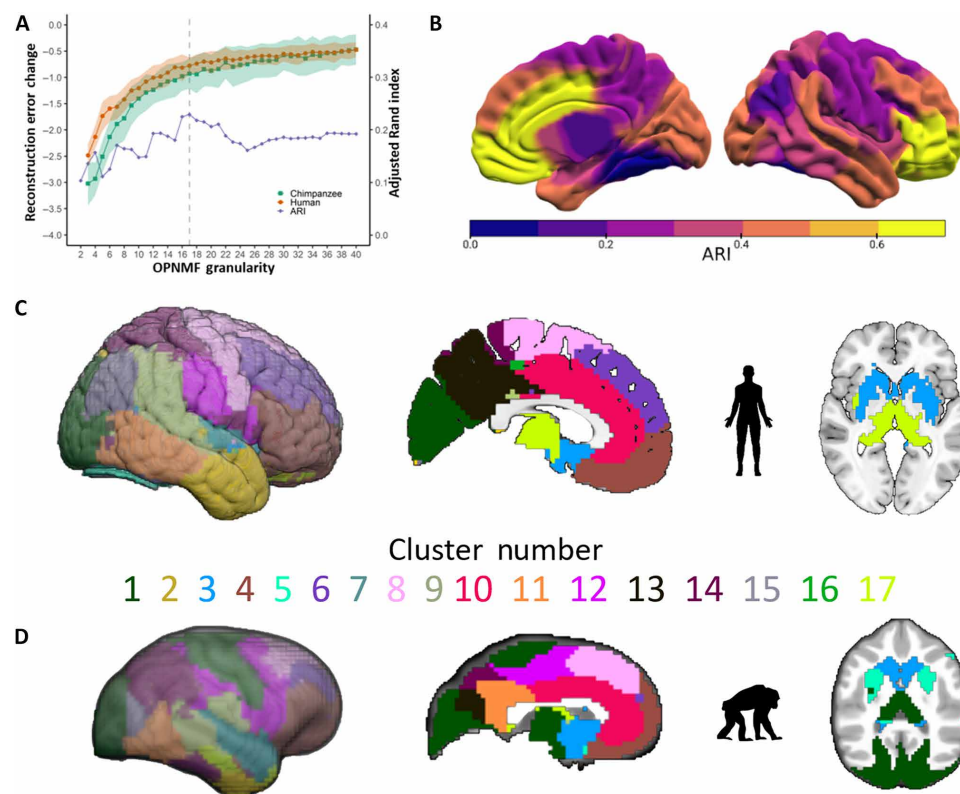 A
Reconstruction error change
0.0
−0.5
−1.0
−1.5
−2.0
−2.5
−3.0
−3.5
−4.0
0.4
0.3
0.2
0.1
0.0
Adjusted Rand index
Chimpanzee
Human
ARI
2 4 6 8 10 12 14 16 18 20 22 24 26 28 30 32 34 36 38 40
OPNMF granularity
B
0.0 0.2 0.4 0.6
ARI
C
Cluster number
1 2 3 4 5 6 7 8 9 10 11 12 13 14 15 16 17
D